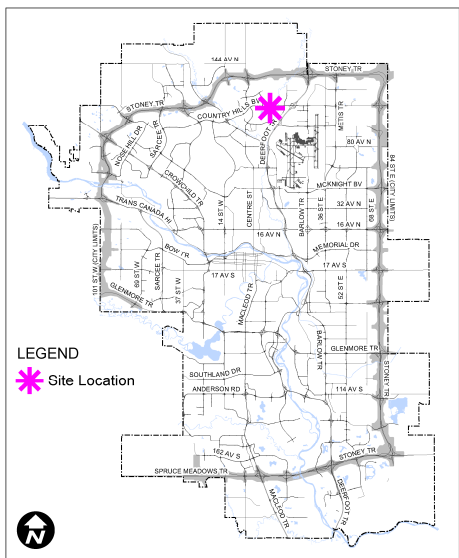 144 AV N
STONEY TR
STONEY TR
COUNTRY HILLS B
NOSE HILL DR
SARCEE TR
DEERFOOT TR
METIS TR
80 AV N
CROWCHILD TR
MCKNIGHT BV
84 ST E (CITY LIMITS)
TRANS CANADA HI
14 ST W
CENTRE ST
BARLOW TR
36 ST E
32 AV N
68 ST E
16 AV N
16 AV N
BOW TR
MEMORIAL DR
101 ST W (CITY LIMITS)
69 ST W
SARCEE TR
37 ST W
17 AV S
17 AV S
52 ST E
GLENMORE TR
MACLEOD TR
BARLOW TR
LEGEND
Site Location
GLENMORE TR
SOUTHLAND DR
ANDERSON RD
114 AV S
STONEY TR
162 AV S
STONEY TR
SPRUCE MEADOWS TR
MACLEOD TR
DEERFOOT TR
N